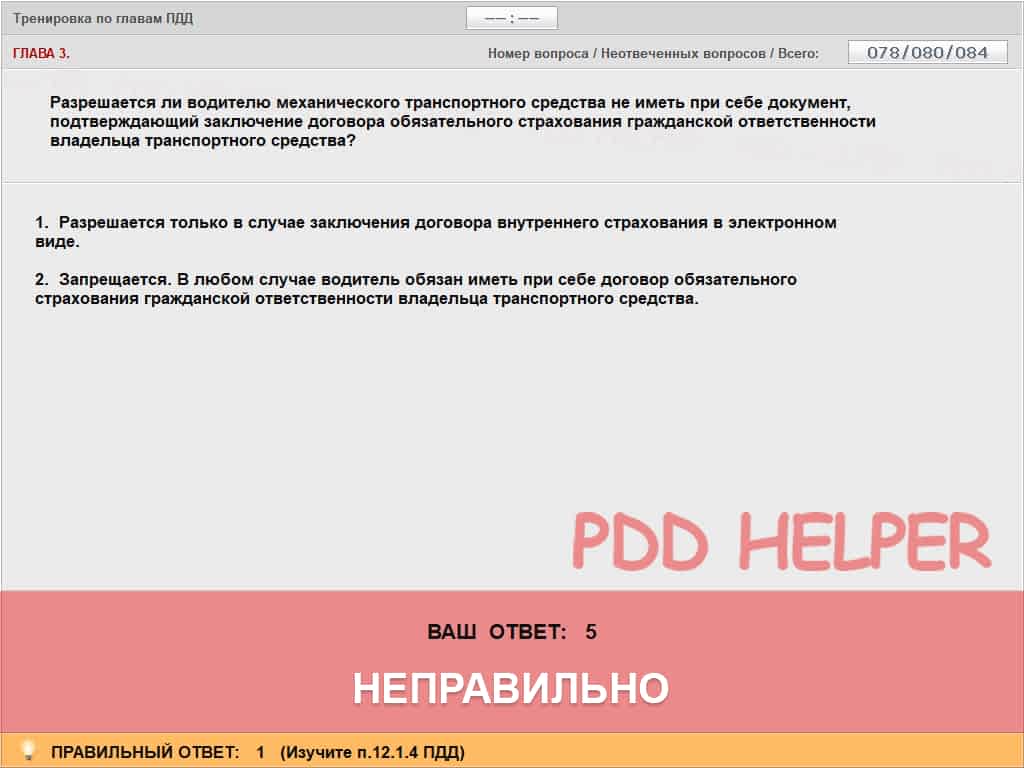 Тренировка по главам ПДД
-- : --
ГЛАВА 3.
Номер вопроса / Неотвеченных вопросов / Всего:
078/080/084
Разрешается ли водителю механического транспортного средства не иметь при себе документ,
подтверждающий заключение договора обязательного страхования гражданской ответственности
владельца транспортного средства?
1. Разрешается только в случае заключения договора внутреннего страхования в электронном
виде.
2. Запрещается. В любом случае водитель обязан иметь при себе договор обязательного
страхования гражданской ответственности владельца транспортного средства.
PDD HELPER
ВАШ ОТВЕТ: 5
НЕПРАВИЛЬНО
ПРАВИЛЬНЫЙ ОТВЕТ: 1 (Изучите п.12.1.4 ПДД)